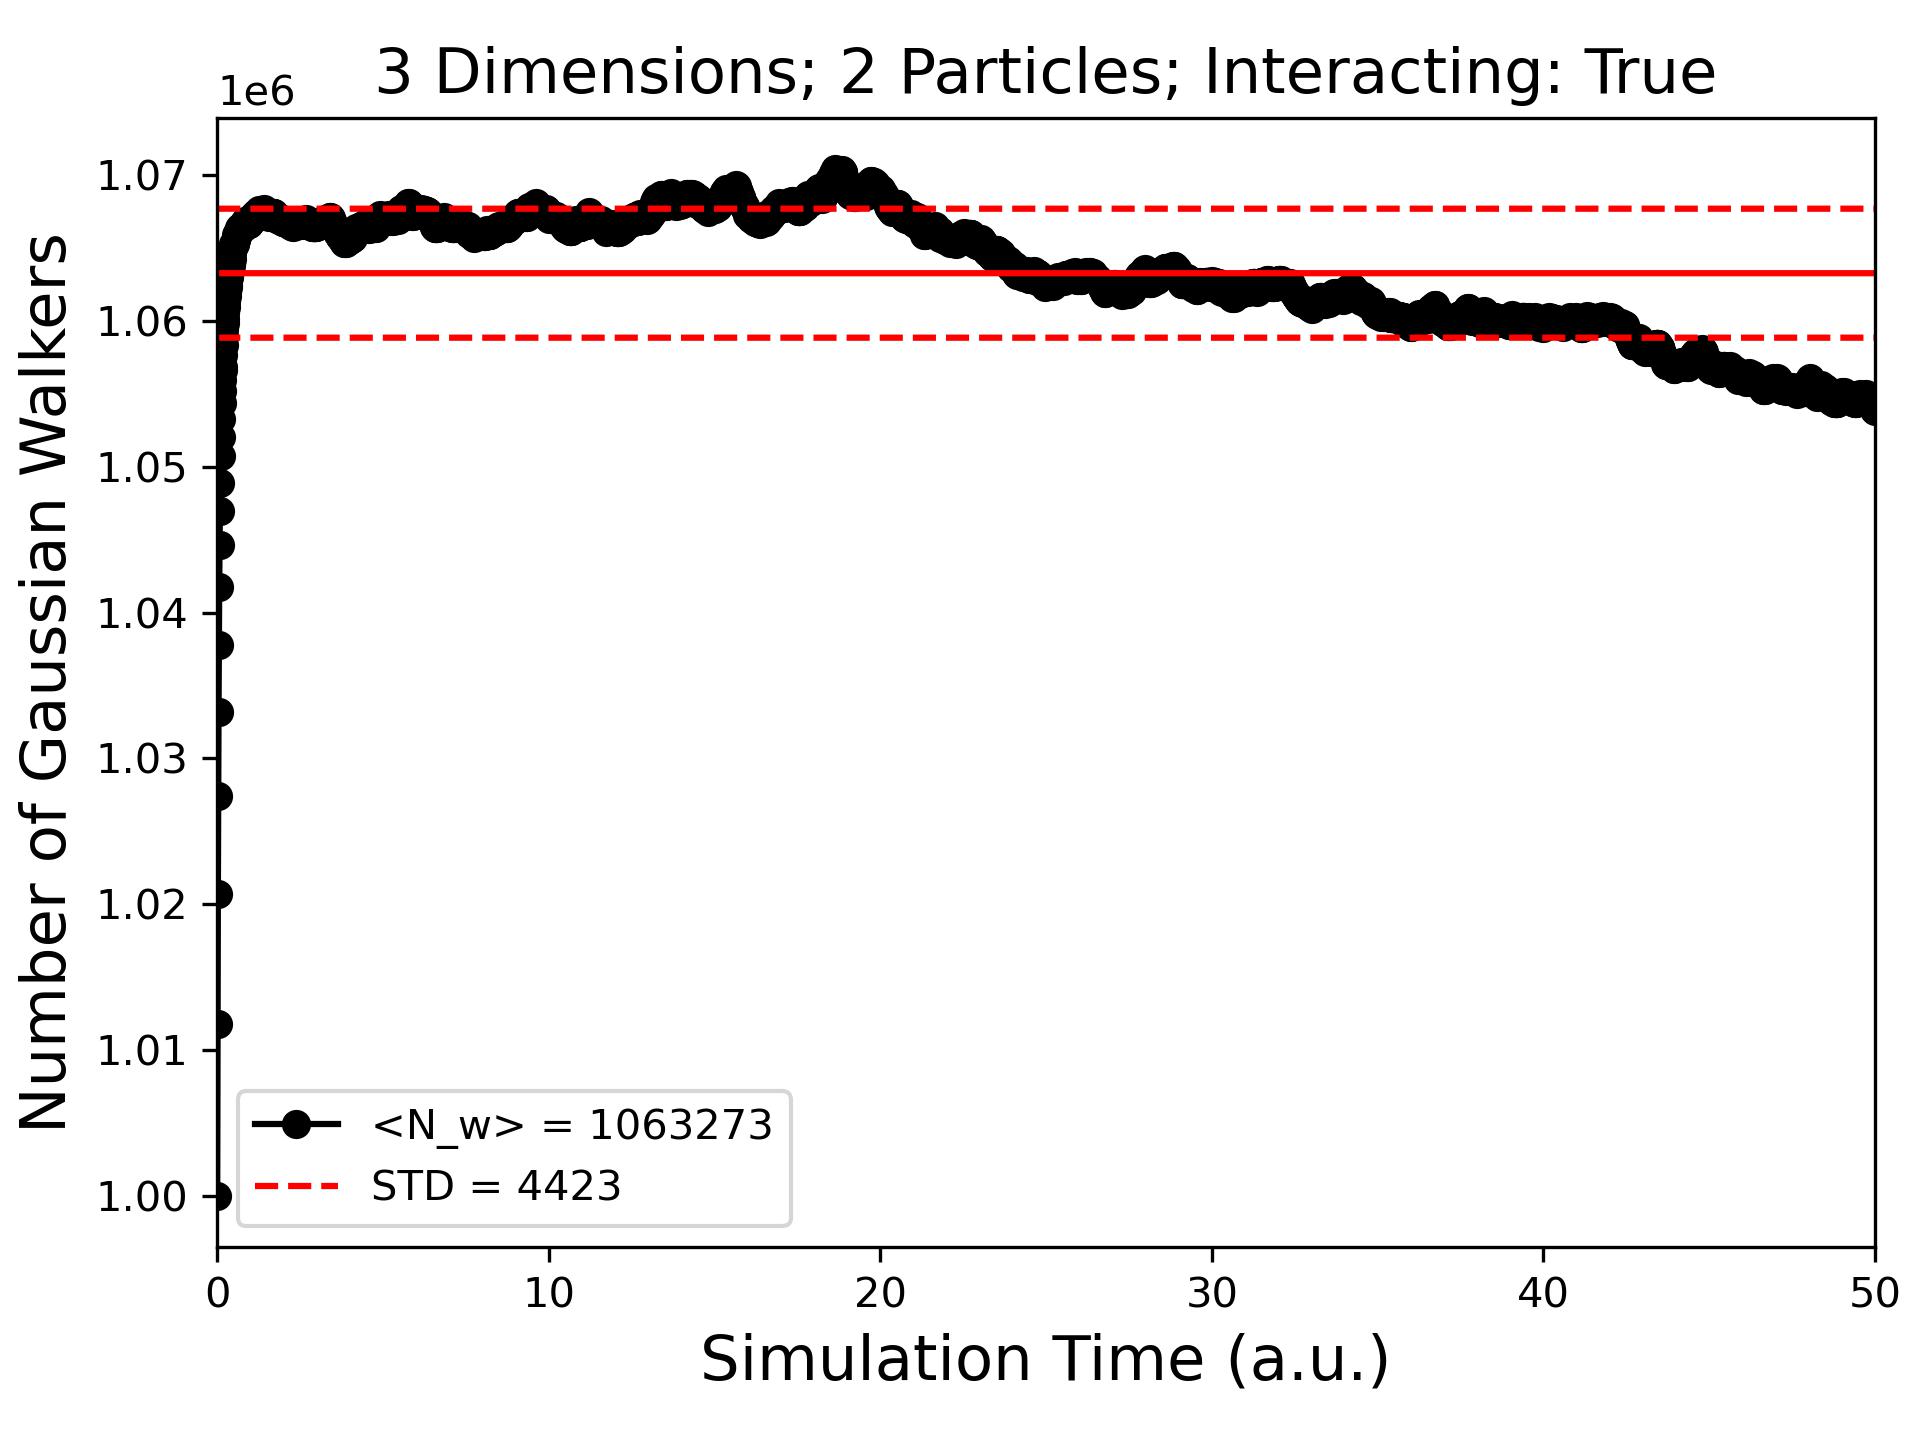 3 Dimensions; 2 Particles; Interacting: True
1e6
1.07
1.06
1.05
1.04
1.03
1.02
1.01
1.00
Number of Gaussian Walkers
<N_w> = 1063273
STD = 4423
0 10 20 30 40 50
Simulation Time (a.u.)